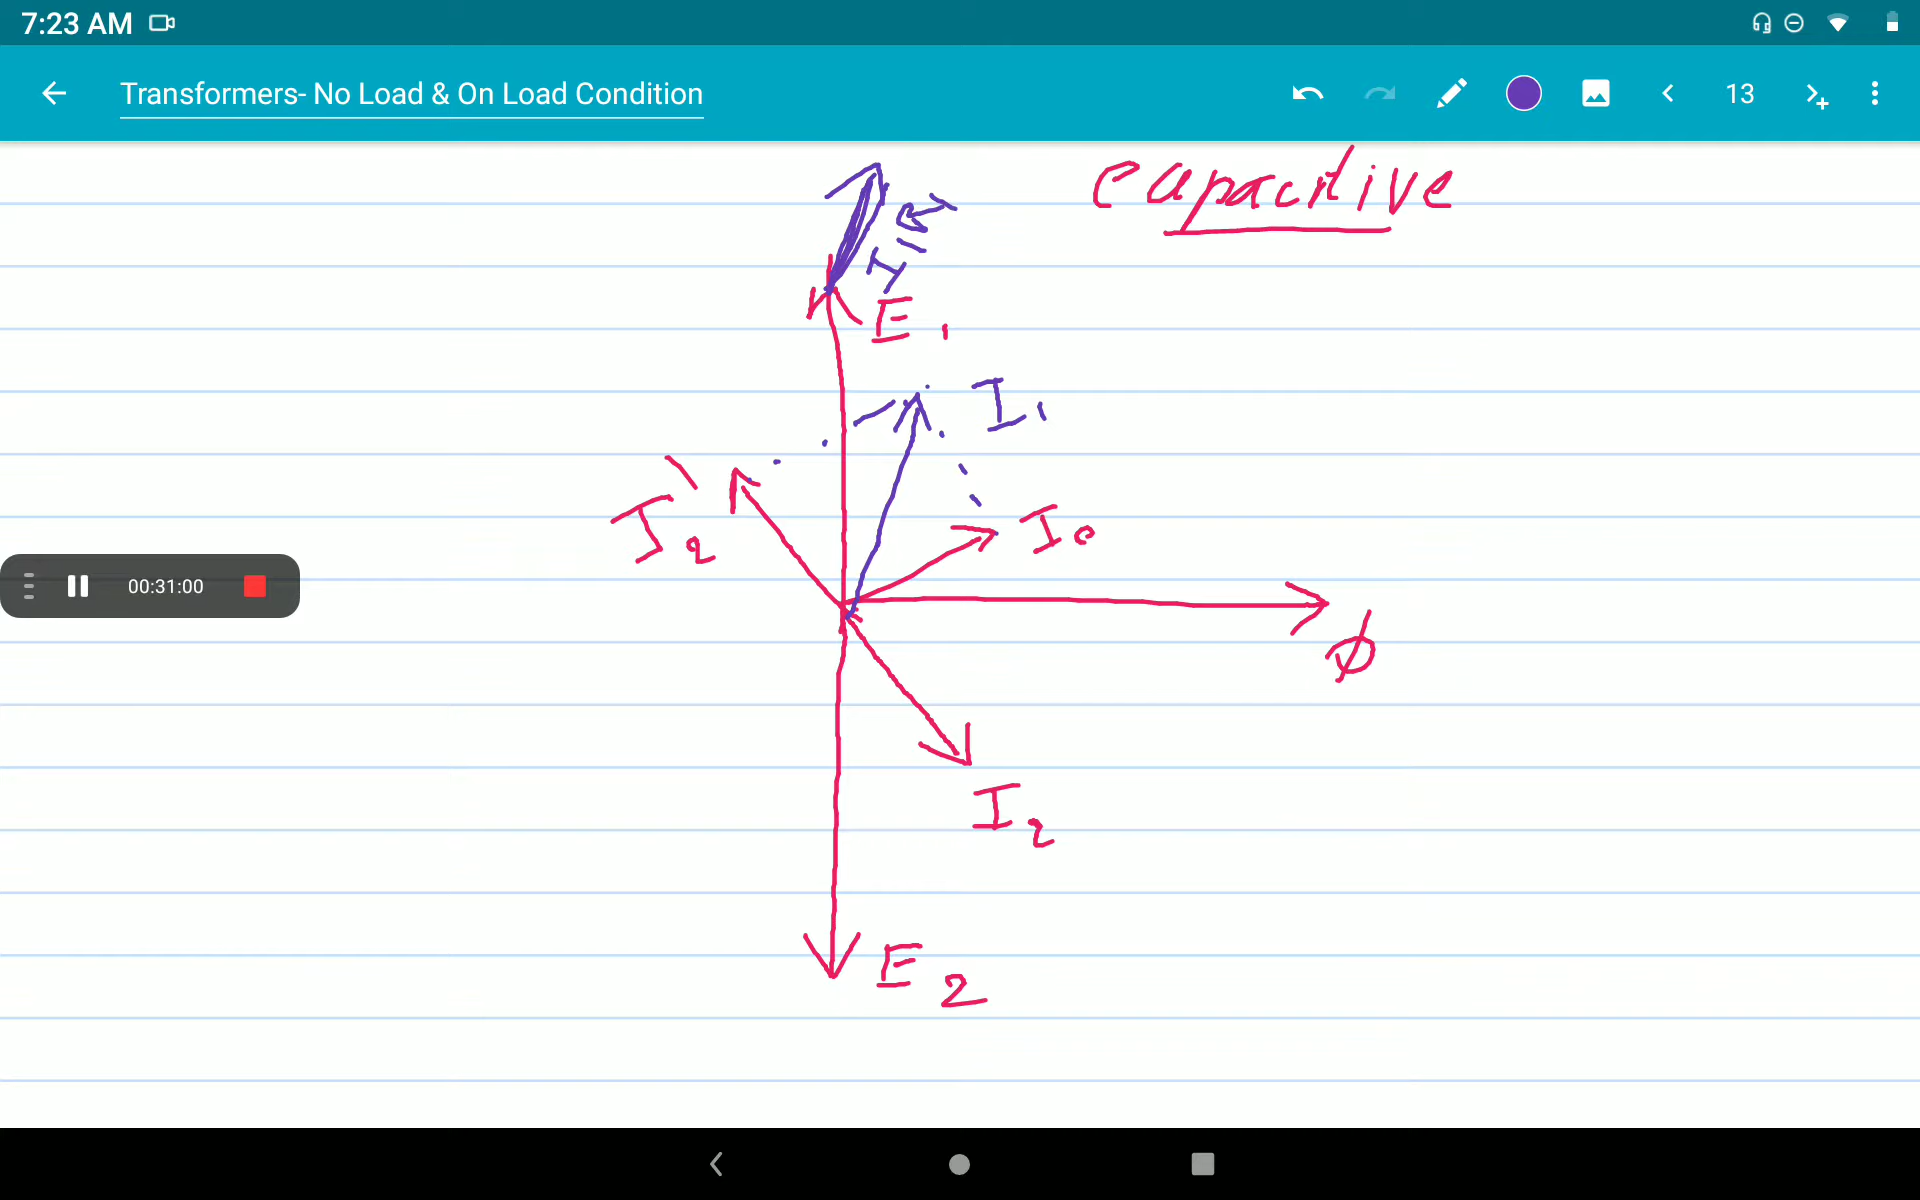 7:23 AM
Transformers- No Load & On Load Condition
13
capacitive
I₁R₁
E₁
I₁
I₂'
I₀
00:31:00
ϕ
I₂
E₂